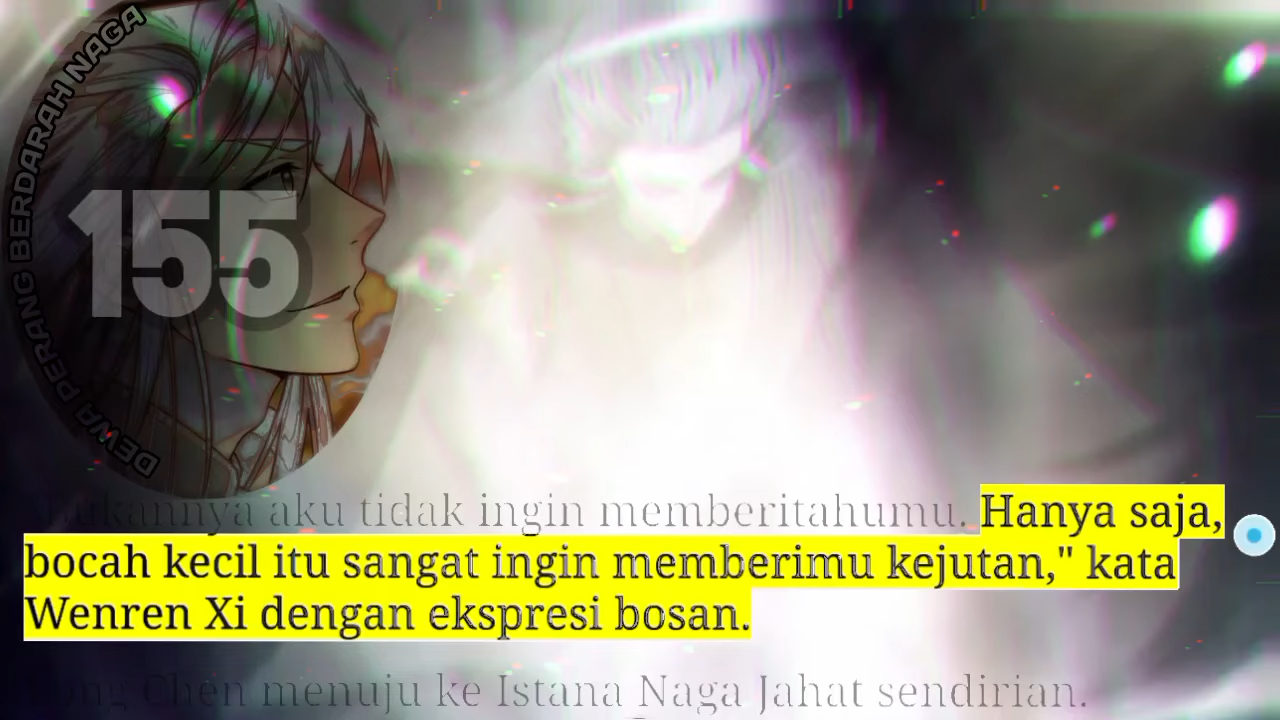 DEWA PERANG BERDARAH NAGA
155
aku tidak ingin memberitahumu. Hanya saja,
bocah kecil itu sangat ingin memberimu kejutan," kata
Wenren Xi dengan ekspresi bosan.
Chen menuju ke Istana Naga Jahat sendirian.